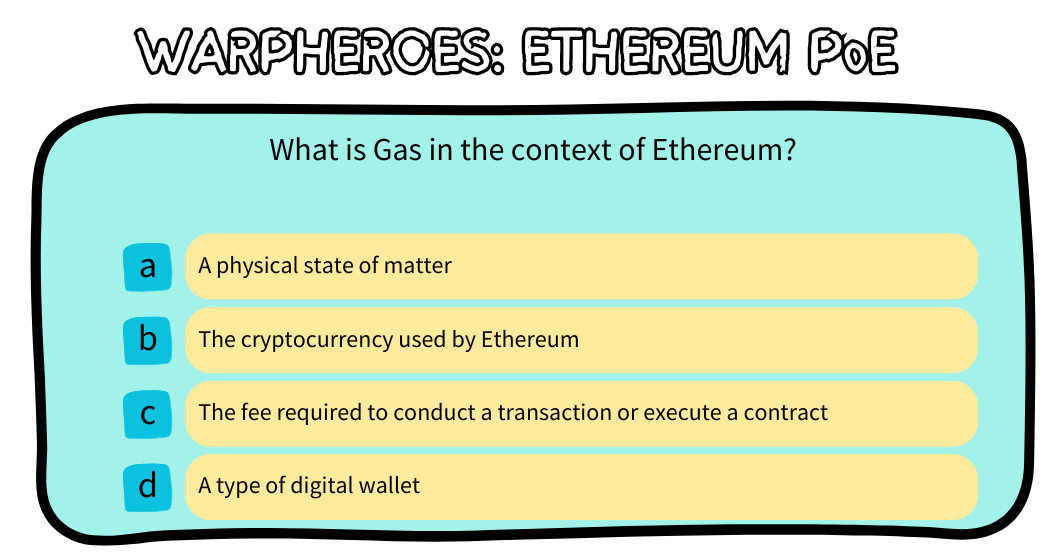 WARPHEROES: ETHEREUM PoE
What is Gas in the context of Ethereum?
a A physical state of matter
b The cryptocurrency used by Ethereum
c The fee required to conduct a transaction or execute a contract
d A type of digital wallet